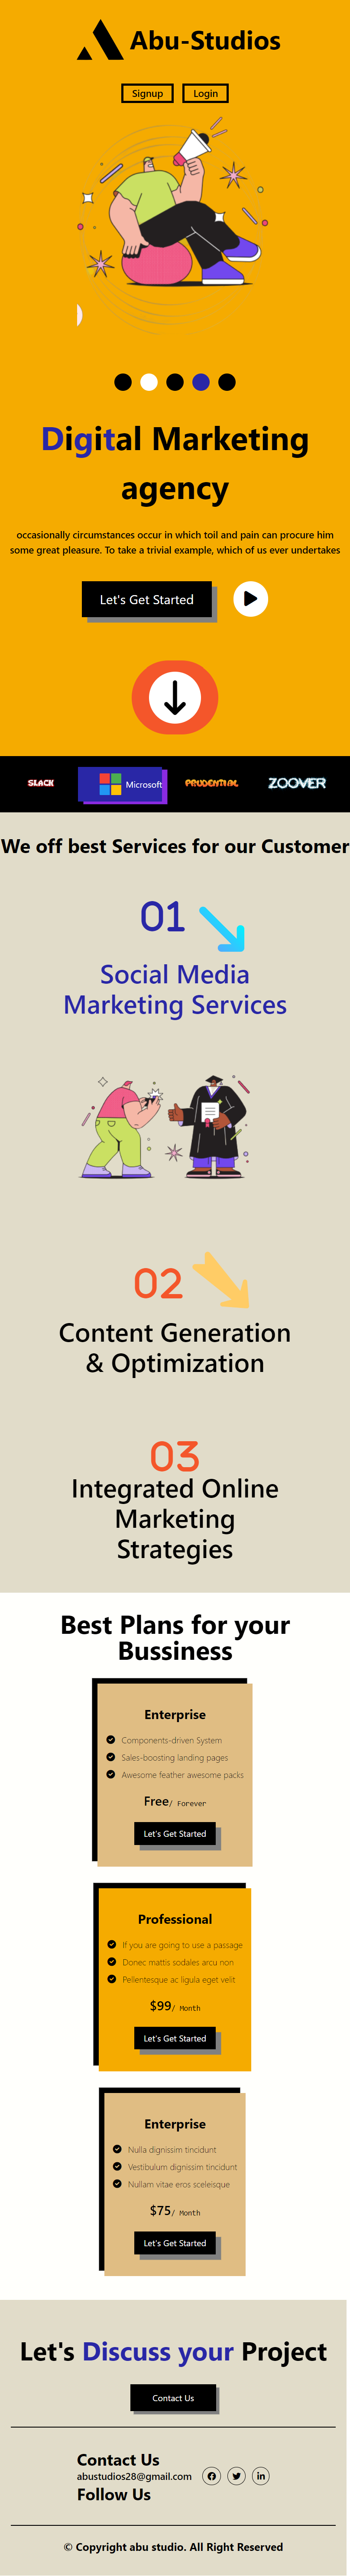 Abu-Studios
Signup
Login
Digital Marketing
agency
occasionally circumstances occur in which toil and pain can procure him
some great pleasure. To take a trivial example, which of us ever undertakes
Let's Get Started
SLACK
Microsoft
PRUDENTIAL
ZOOVER
We off best Services for our Customer
01
Social Media
Marketing Services
02
Content Generation
& Optimization
03
Integrated Online
Marketing
Strategies
Best Plans for your
Bussiness
Enterprise
Components-driven System
Sales-boosting landing pages
Awesome feather awesome packs
Free/ Forever
Let's Get Started
Professional
If you are going to use a passage
Donec mattis sodales arcu non
Pellentesque ac ligula eget velit
$99/ Month
Let's Get Started
Enterprise
Nulla dignissim tincidunt
Vestibulum dignissim tincidunt
Nullam vitae eros sceleisque
$75/ Month
Let's Get Started
Let's Discuss your Project
Contact Us
Contact Us
abustudios28@gmail.com
Follow Us
© Copyright abu studio. All Right Reserved